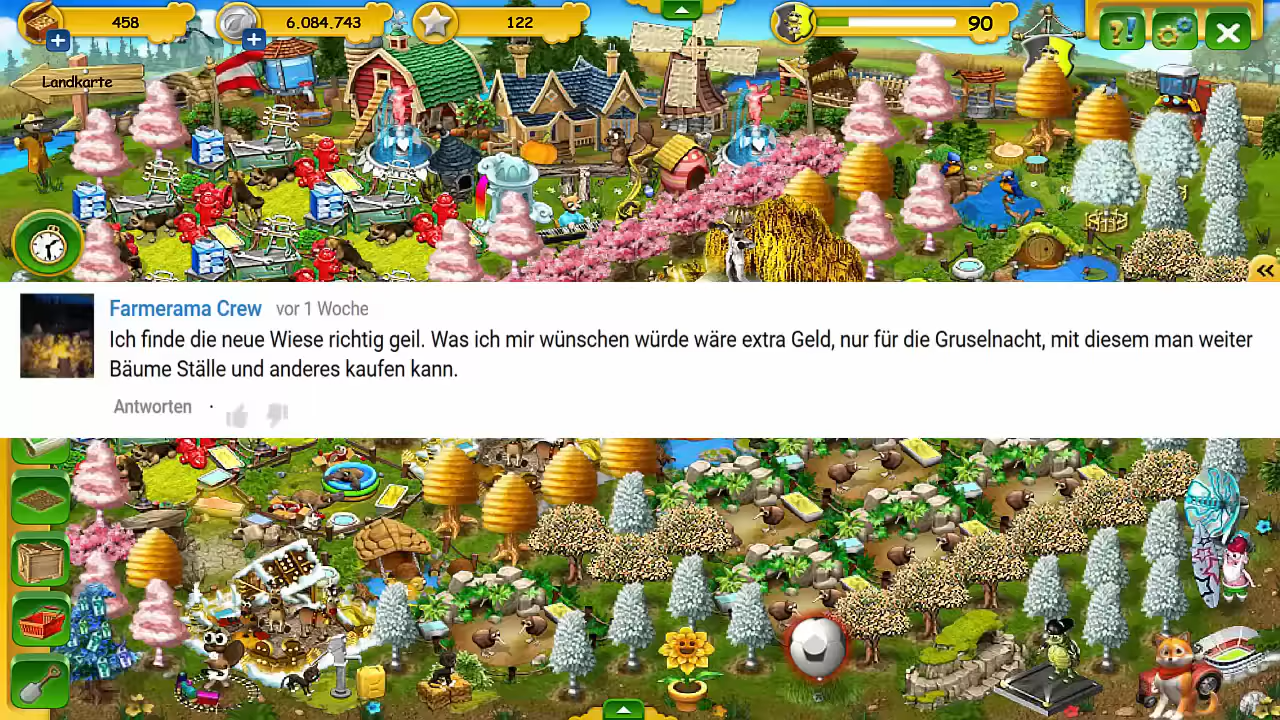 458
6.084.743
122
90
Landkarte
Farmerama Crew vor 1 Woche
Ich finde die neue Wiese richtig geil. Was ich mir wünschen würde wäre extra Geld, nur für die Gruselnacht, mit diesem man weiter
Bäume Ställe und anderes kaufen kann.
Antworten ·